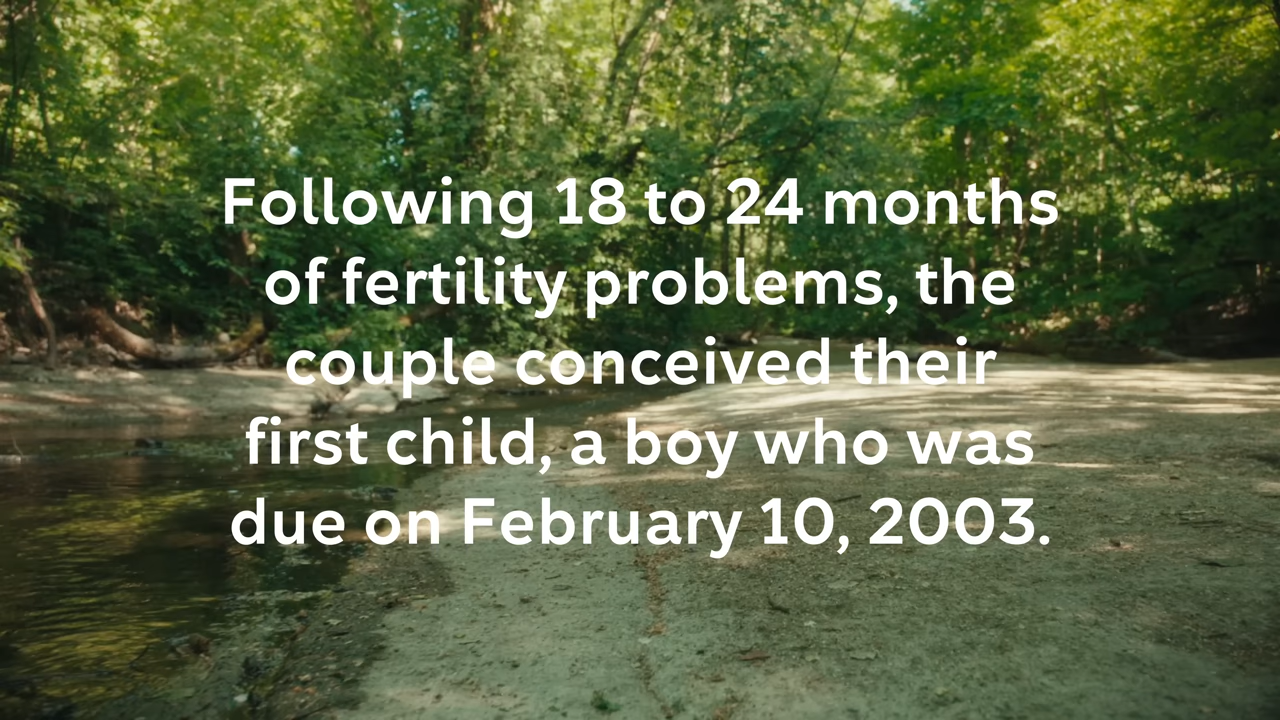 Following 18 to 24 months
of fertility problems, the
couple conceived their
first child, a boy who was
due on February 10, 2003.